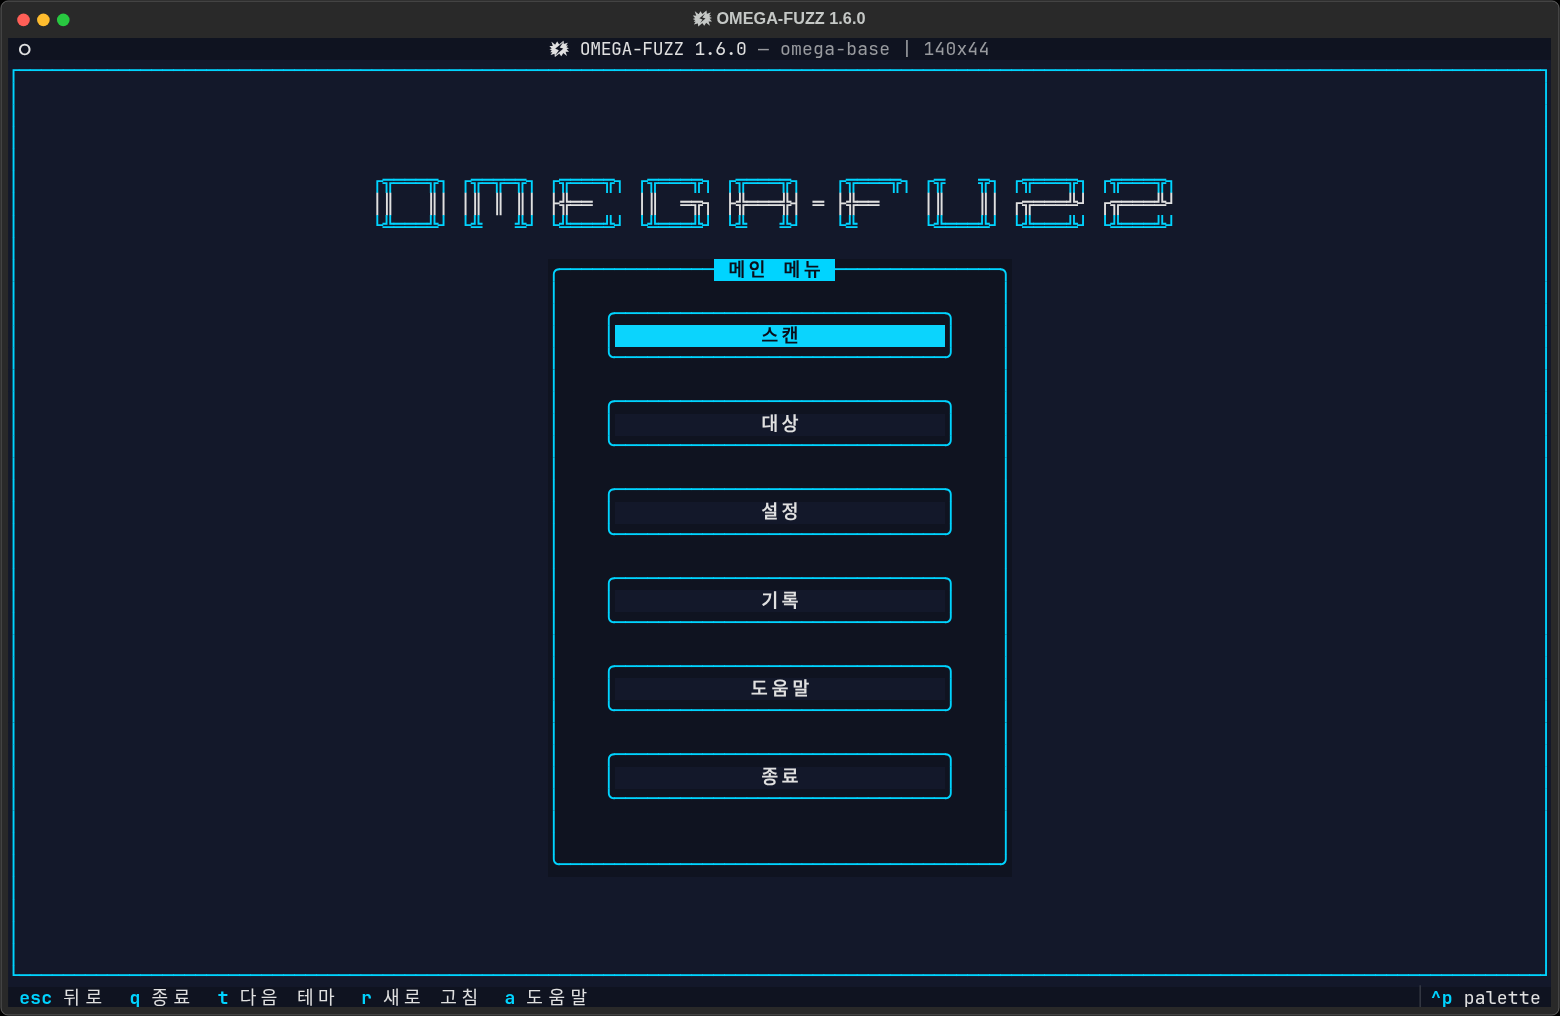 OMEGA-FUZZ 1.6.0
OMEGA-FUZZ 1.6.0 — omega-base | 140x44
OMEGA-FUZZ
메인 메뉴
스캔
대상
설정
기록
도움말
종료
esc 뒤로 q 종료 t 다음 테마 r 새로 고침 a 도움말 ^p palette